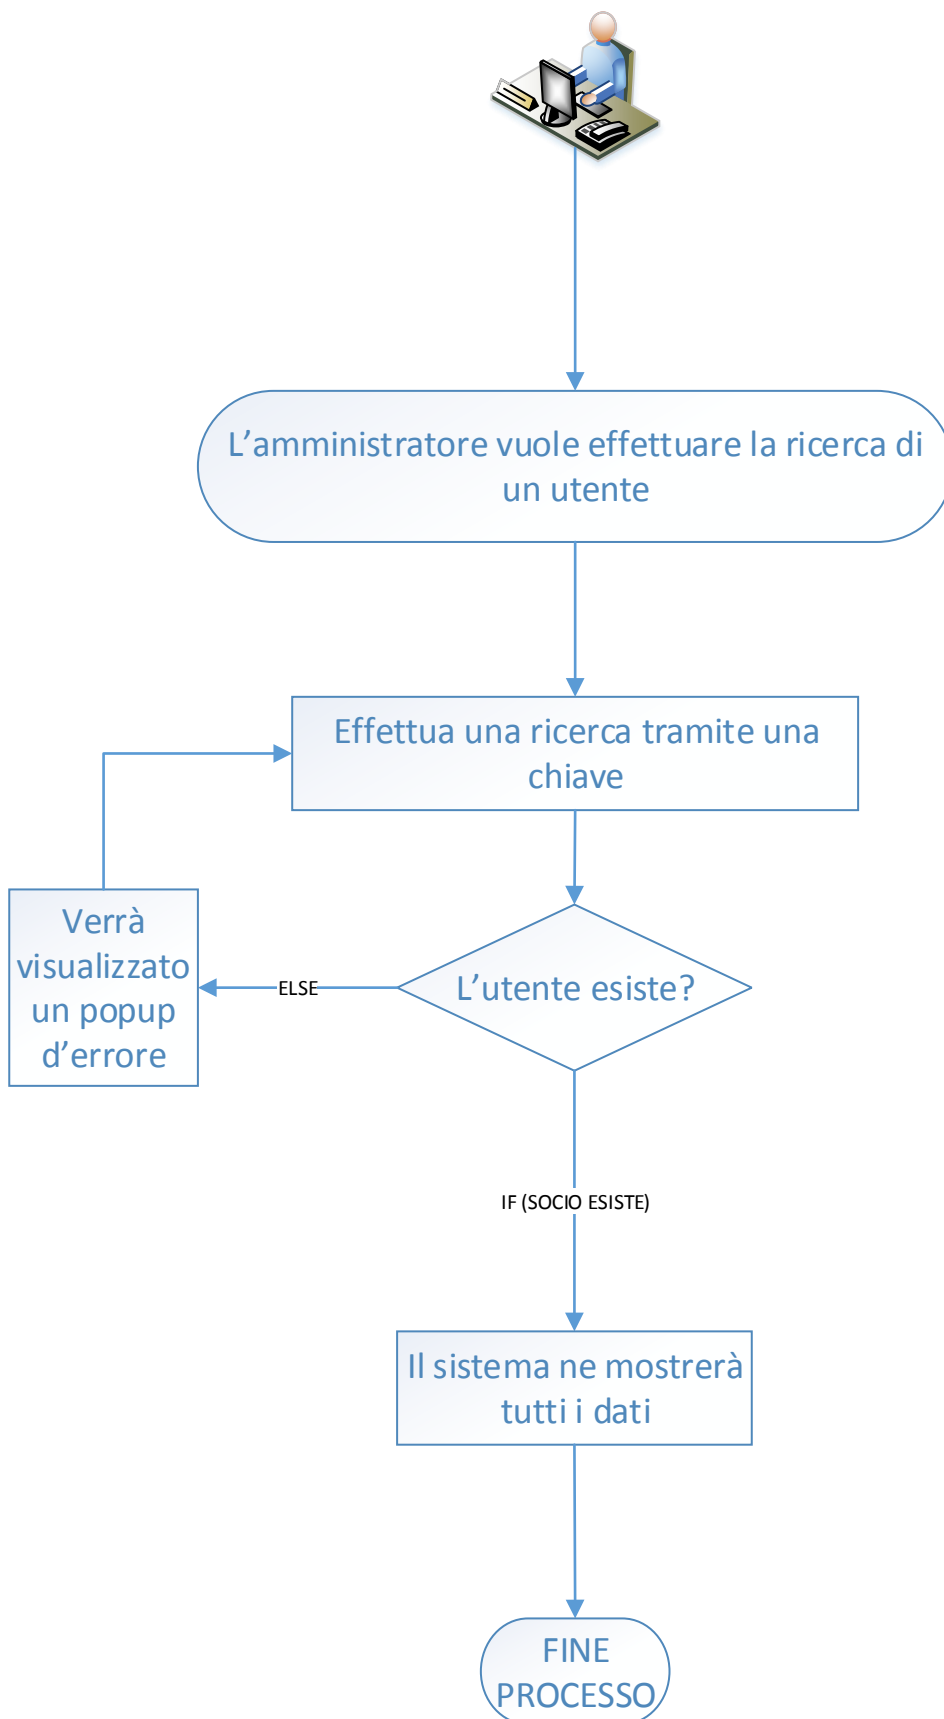 L’amministratore vuole effettuare la ricerca di
un utente
Effettua una ricerca tramite una
chiave
Verrà
visualizzato
un popup
d’errore
ELSE
L’utente esiste?
IF (SOCIO ESISTE)
Il sistema ne mostrerà
tutti i dati
FINE
PROCESSO